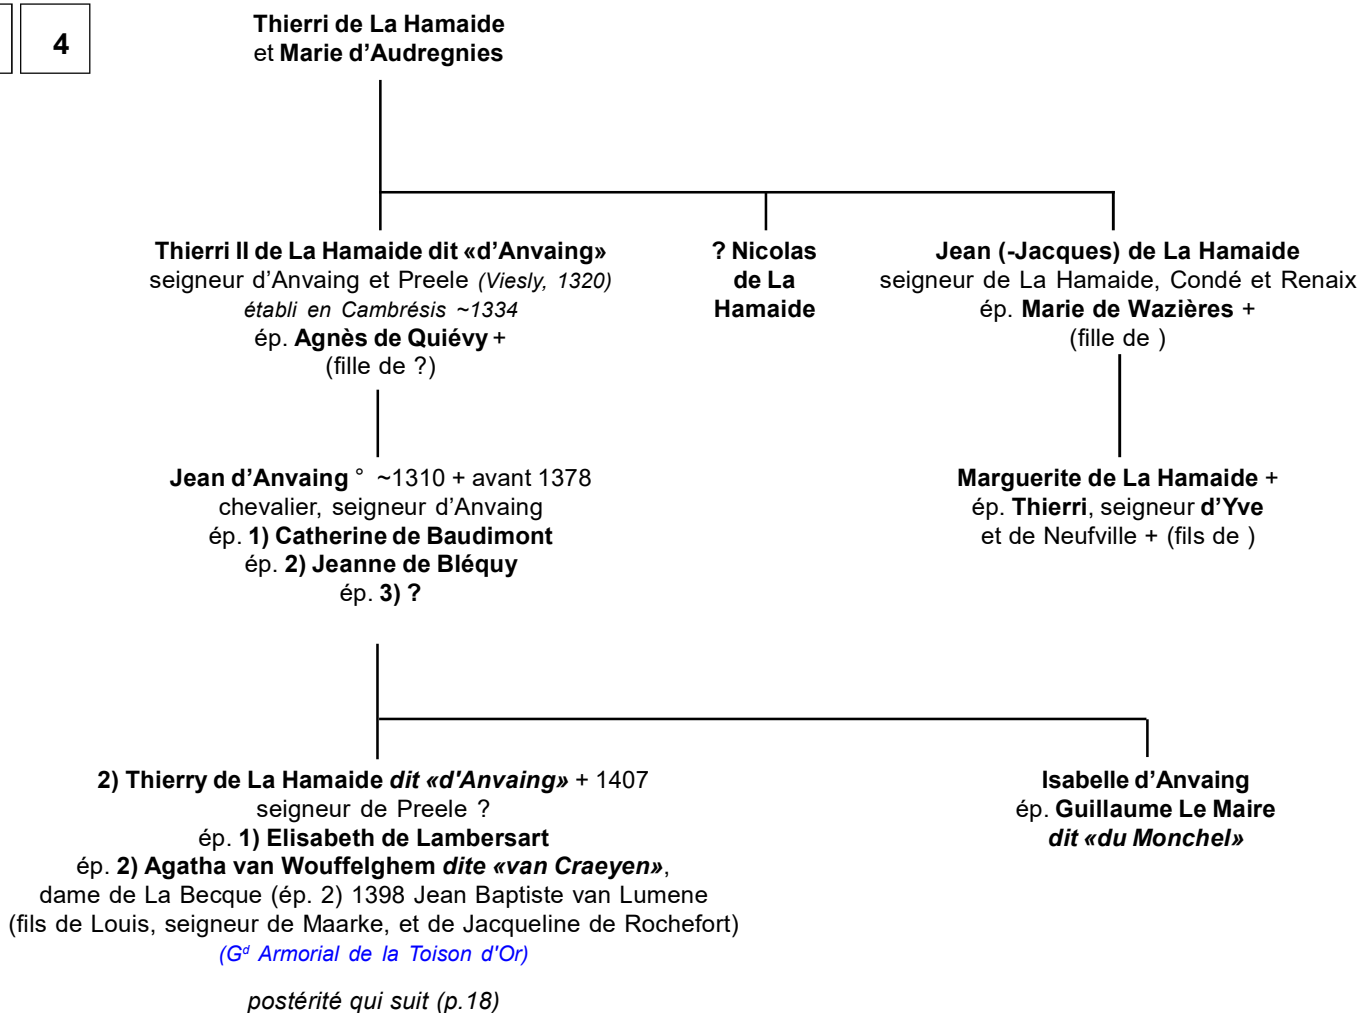 4
Thierri de La Hamaide
et Marie d’Audregnies
Thierri II de La Hamaide dit «d’Anvaing»
seigneur d’Anvaing et Preele (Viesly, 1320)
établi en Cambrésis ~1334
ép. Agnès de Quiévy +
(fille de ?)
? Nicolas
de La
Hamaide
Jean (-Jacques) de La Hamaide
seigneur de La Hamaide, Condé et Renaix
ép. Marie de Wazières +
(fille de )
Jean d’Anvaing ° ~1310 + avant 1378
chevalier, seigneur d’Anvaing
ép. 1) Catherine de Baudimont
ép. 2) Jeanne de Bléquy
ép. 3) ?
Marguerite de La Hamaide +
ép. Thierri, seigneur d’Yve
et de Neufville + (fils de )
2) Thierry de La Hamaide dit «d'Anvaing» + 1407
seigneur de Preele ?
ép. 1) Elisabeth de Lambersart
ép. 2) Agatha van Wouffelghem dite «van Craeyen»,
dame de La Becque (ép. 2) 1398 Jean Baptiste van Lumene
(fils de Louis, seigneur de Maarke, et de Jacqueline de Rochefort)
(Gd Armorial de la Toison d'Or)
postérité qui suit (p.18)
Isabelle d’Anvaing
ép. Guillaume Le Maire
dit «du Monchel»